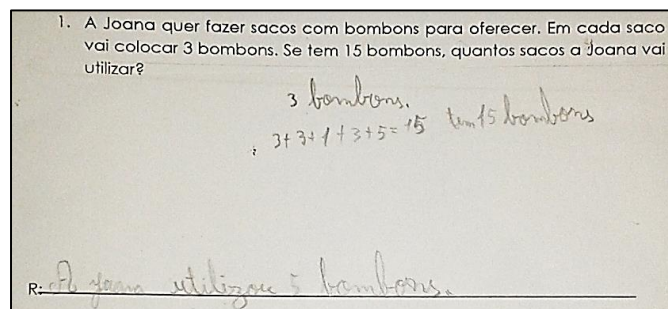 1. A Joana quer fazer sacos com bombons para oferecer. Em cada saco
vai colocar 3 bombons. Se tem 15 bombons, quantos sacos a Joana vai
utilizar?
3 bombons.
3+3+1+3+5=15 tem 15 bombons
R: A Joana utilizou 5 bombons.